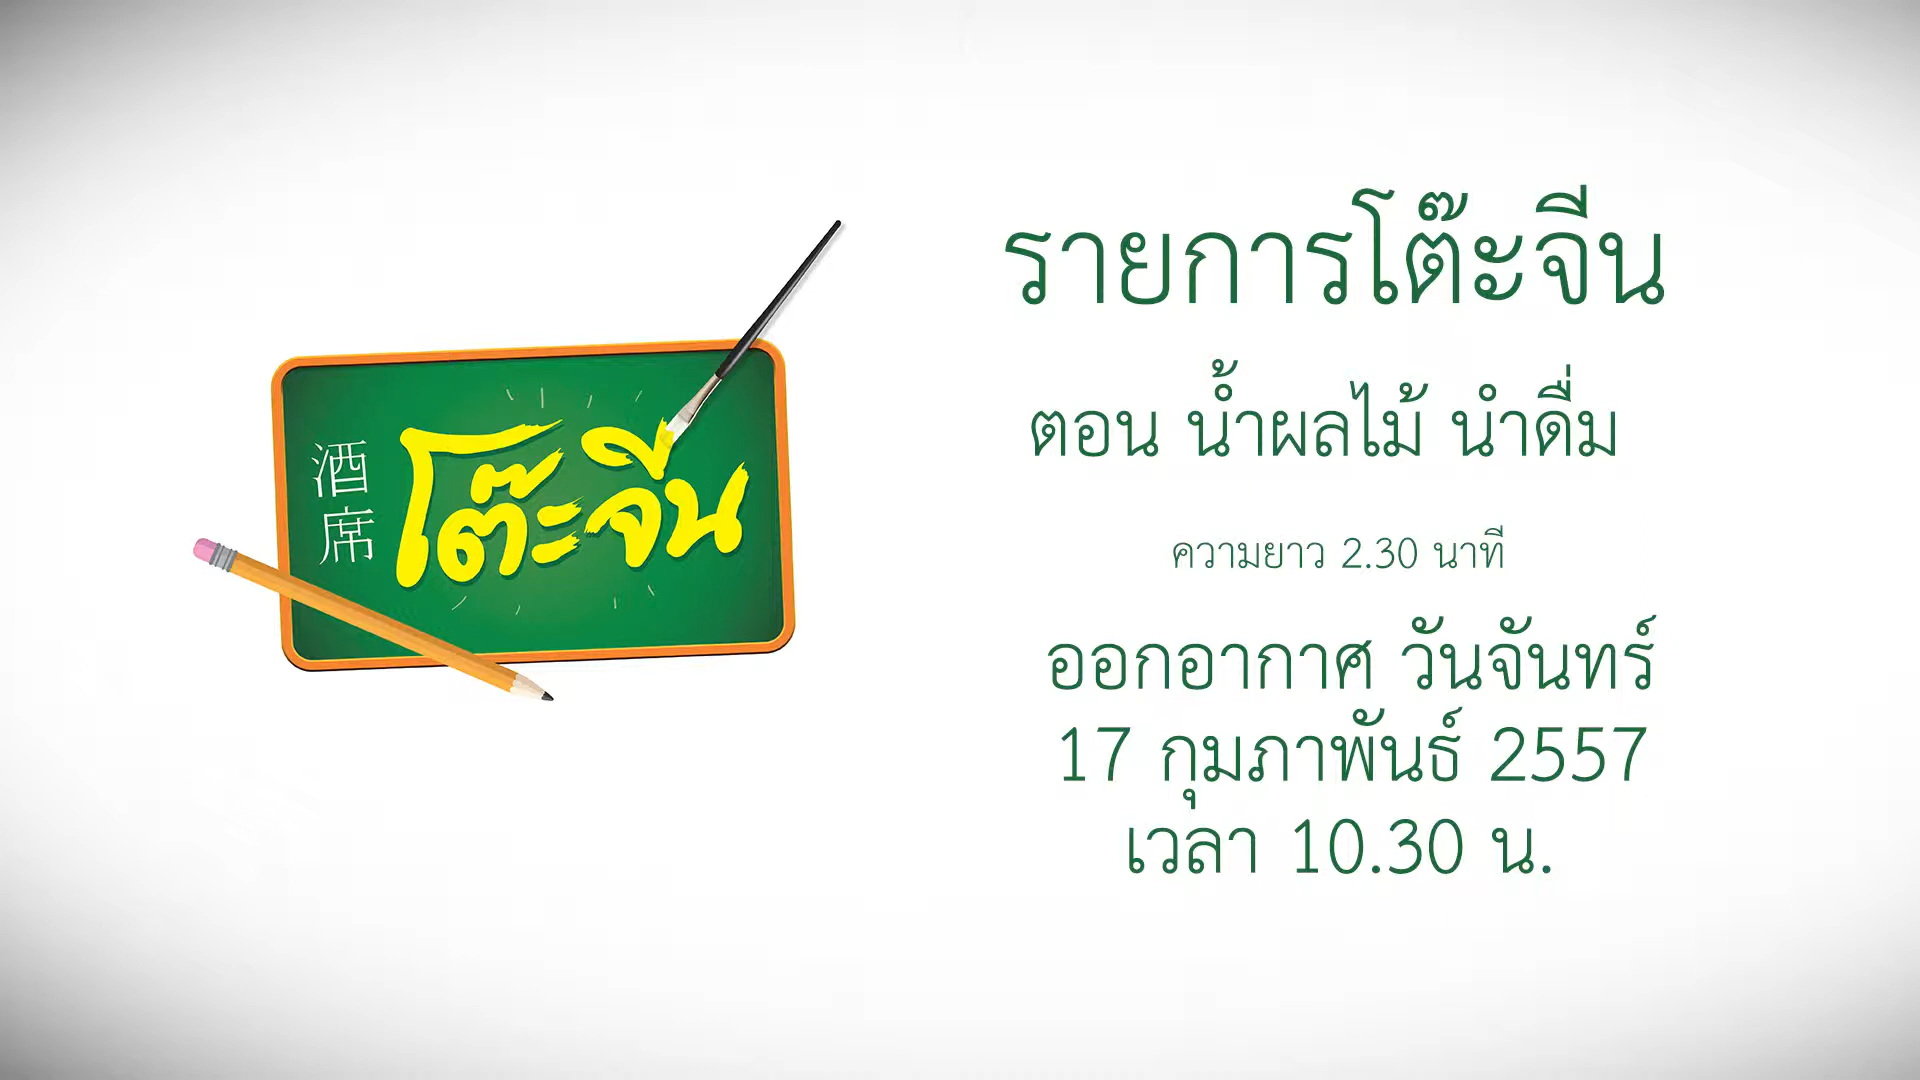 酒席
โต๊ะจีน
รายการโต๊ะจีน
ตอน น้ำผลไม้ นำดื่ม
ความยาว 2.30 นาที
ออกอากาศ วันจันทร์
17 กุมภาพันธ์ 2557
เวลา 10.30 น.